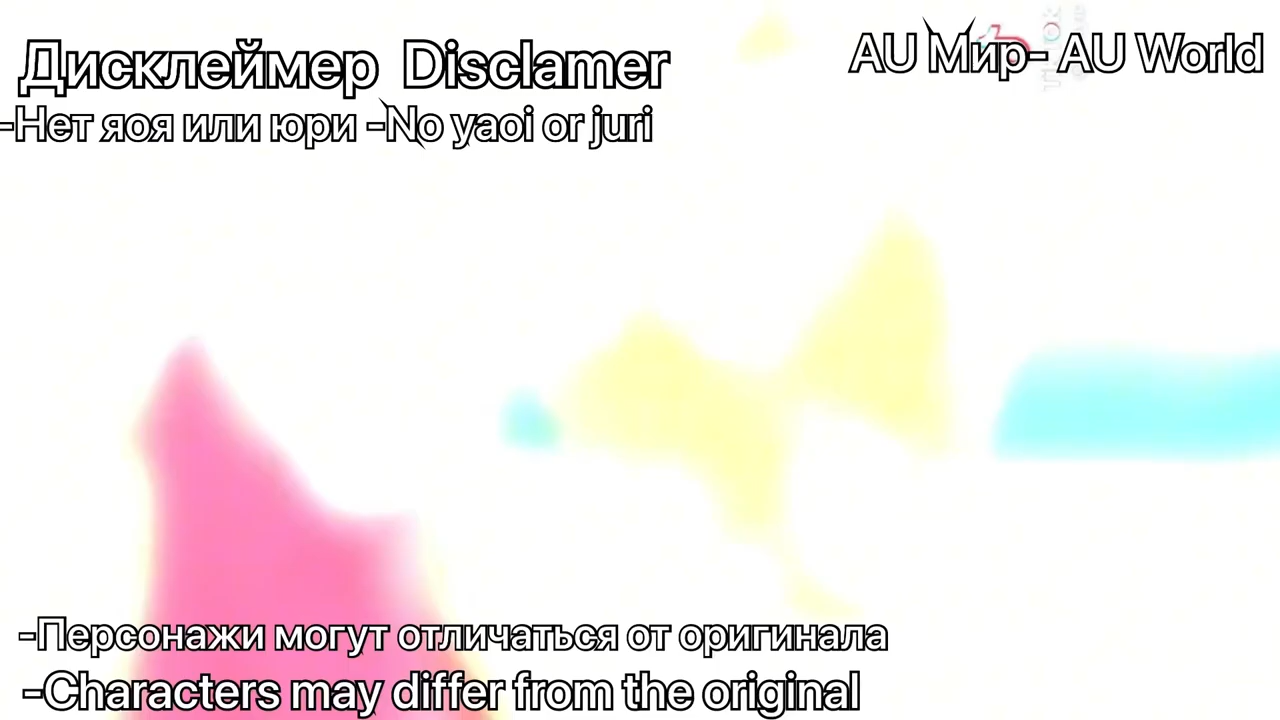 Дисклеймер Disclamer
AU Мир- AU World
-Нет яоя или юри -No yaoi or juri
-Персонажи могут отличаться от оригинала
-Characters may differ from the original